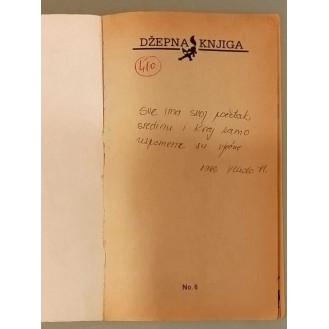 DŽEPNA KNJIGA
410
Sve ima svoj početak,
sredinu i kraj samo
uspomene su vječne
No. 6